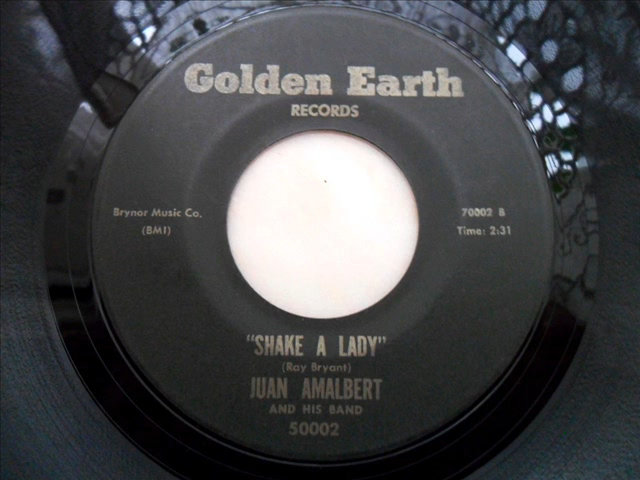 Golden Earth
RECORDS
Brynor Music Co.
(BMI)
70002 B
Time: 2:31
"SHAKE A LADY"
(Ray Bryant)
JUAN AMALBERT
AND HIS BAND
50002